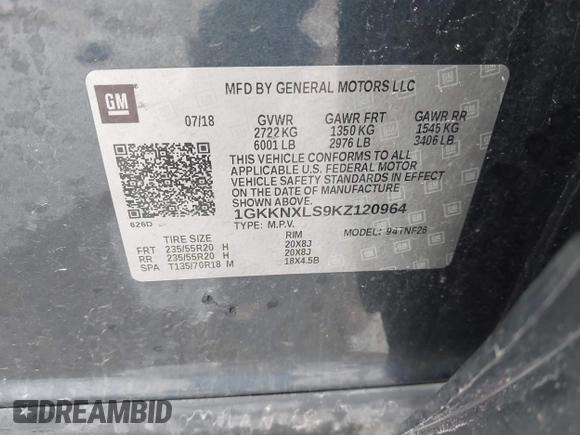 GM
MFD BY GENERAL MOTORS LLC
07/18 GVWR GAWR FRT GAWR RR
2722 KG 1350 KG 1545 KG
6001 LB 2976 LB 3406 LB
THIS VEHICLE CONFORMS TO ALL
APPLICABLE U.S. FEDERAL MOTOR
VEHICLE SAFETY STANDARDS IN EFFECT
ON THE DATE OF MANUFACTURE
SHOWN ABOVE.
626D
1GKKNXLS9KZ120964
TYPE: M.P.V. MODEL: 94TNF26
TIRE SIZE RIM
FRT 235/55R20 H 20X8J
RR 235/55R20 H 20X8J
SPA T135/70R18 M 18X4.5B
DREAMBID